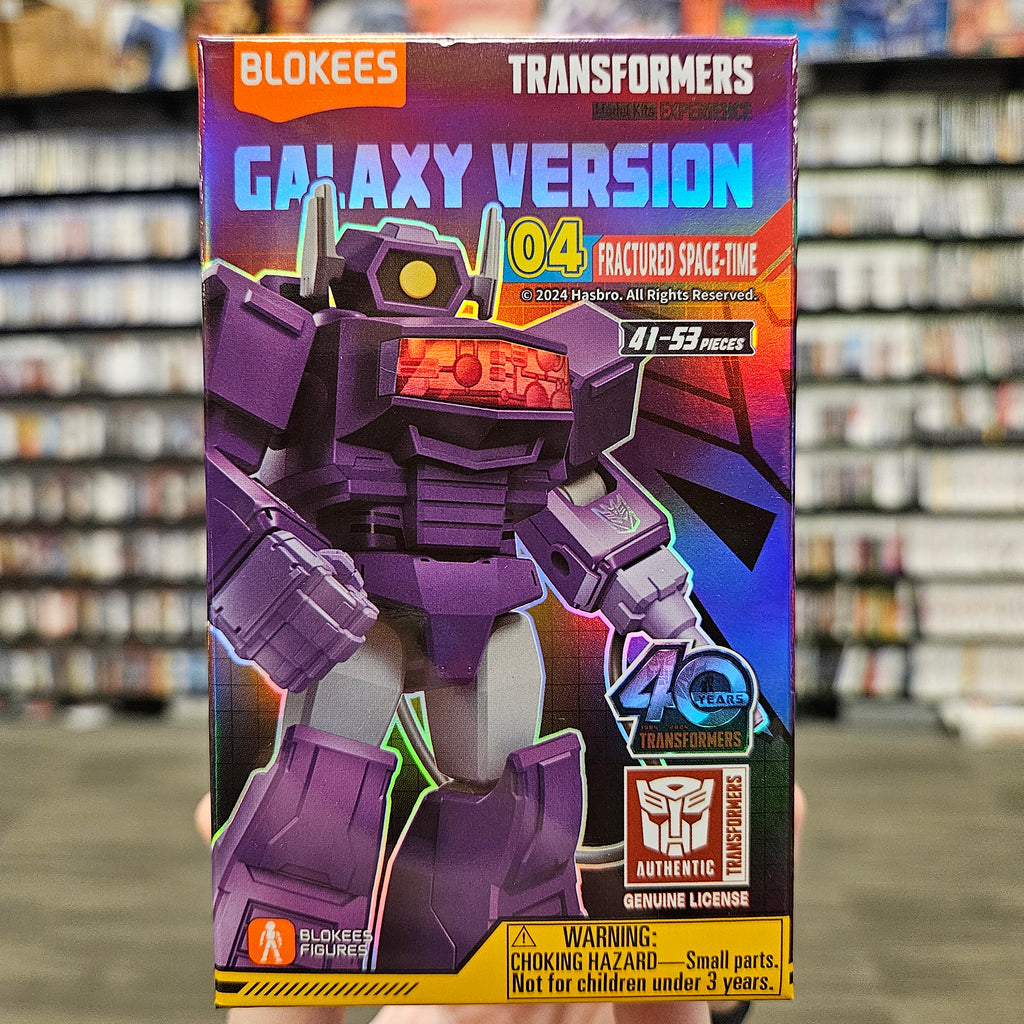 BLOKEES
TRANSFORMERS
EXPERIENCE
GALAXY VERSION
04
FRACTURED SPACE-TIME
© 2024 Hasbro. All Rights Reserved.
41-53 PIECES
40
YEARS
TRANSFORMERS
AUTHENTIC
TRANSFORMERS
GENUINE LICENSE
BLOKEES
FIGURES
WARNING:
CHOKING HAZARD—Small parts.
Not for children under 3 years.